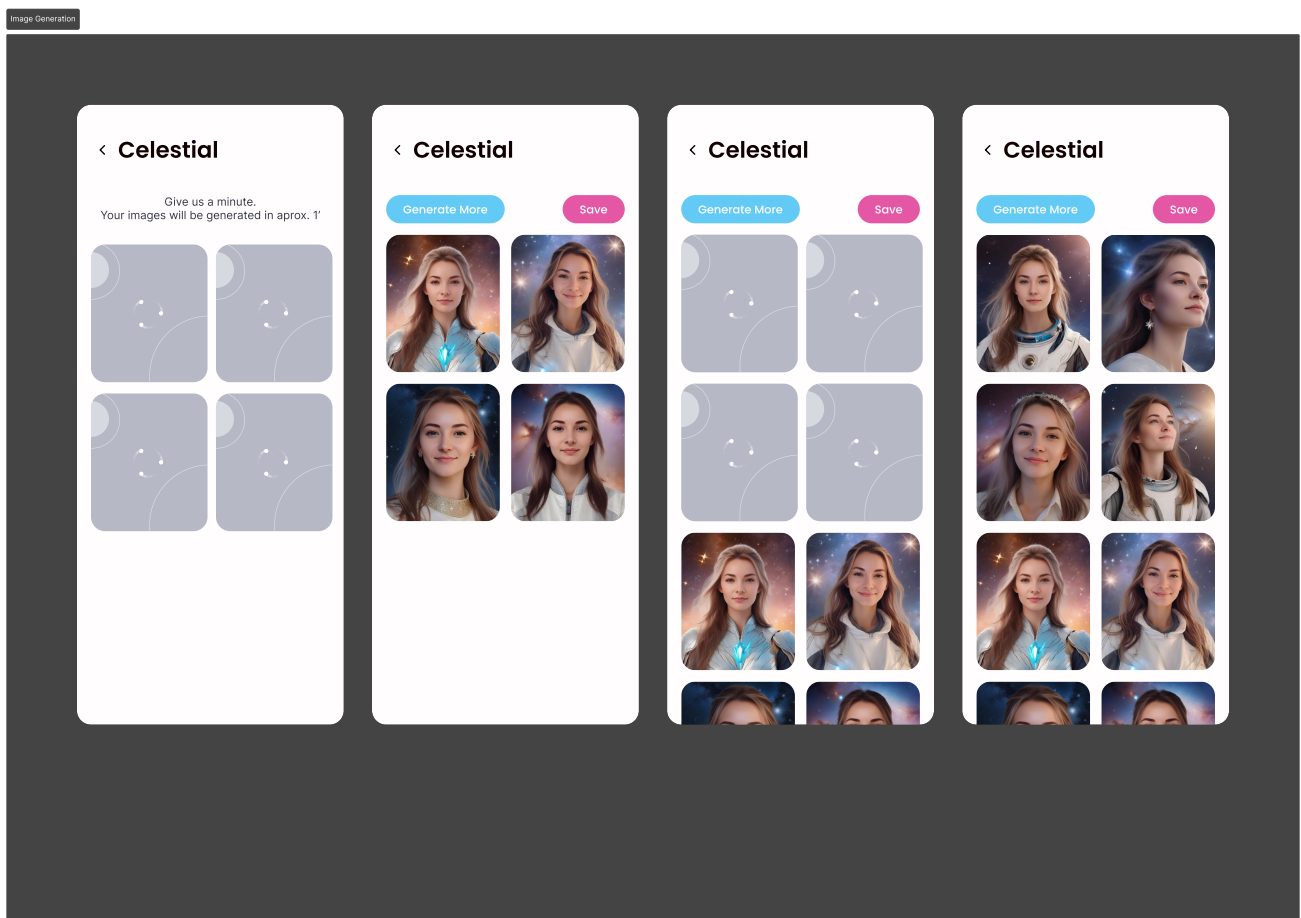 Image Generation
Celestial
Give us a minute.
Your images will be generated in aprox. 1’
Celestial
Generate More
Save
Celestial
Generate More
Save
Celestial
Generate More
Save